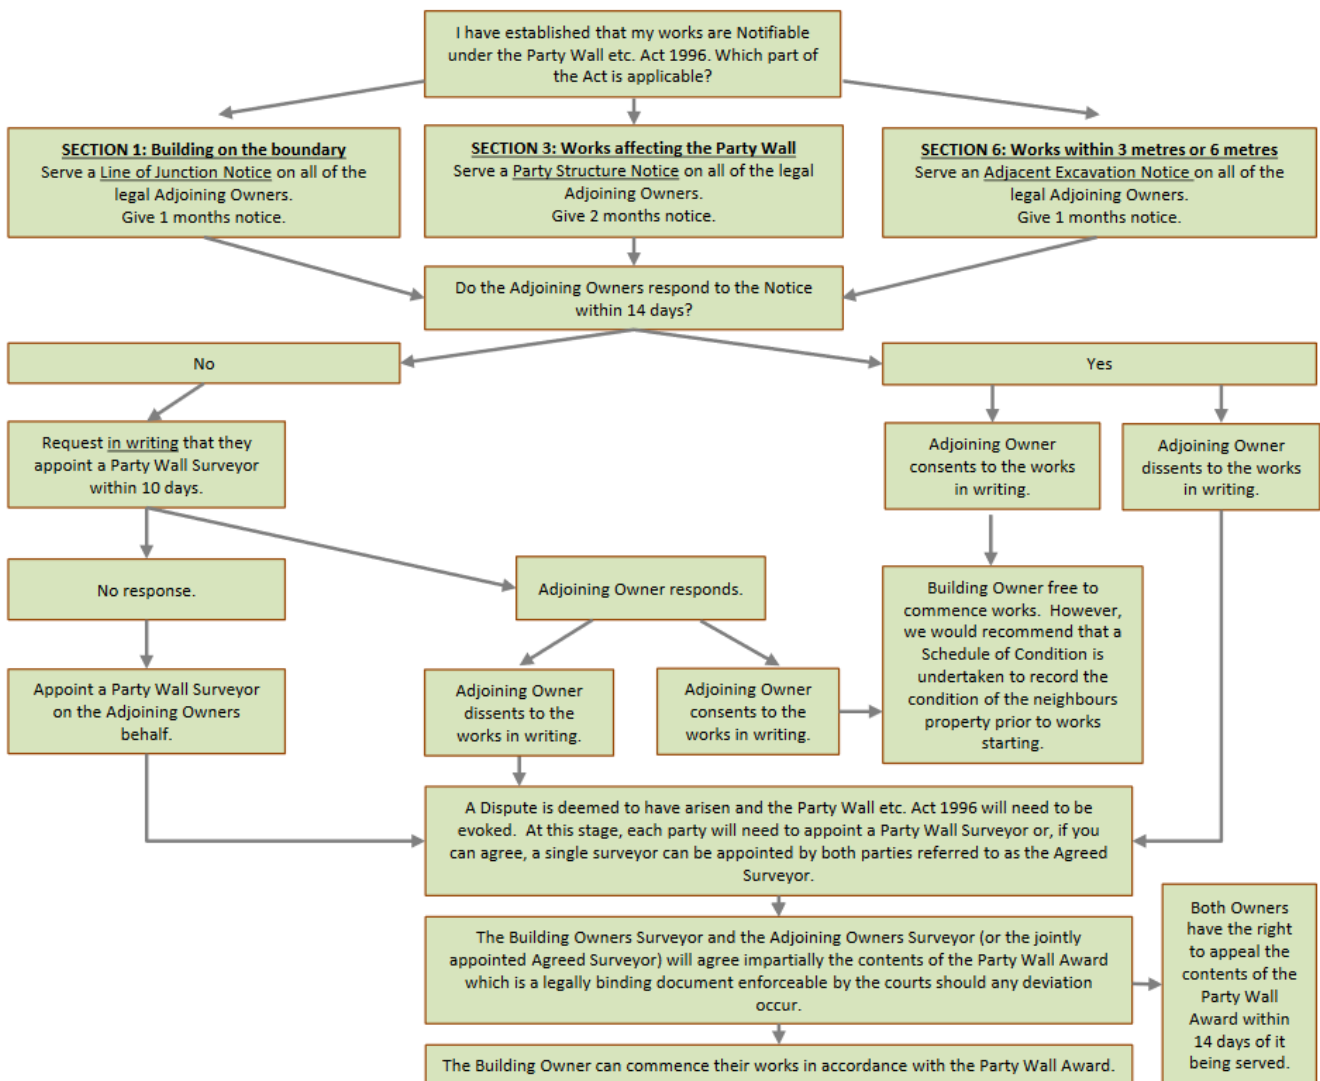 I have established that my works are Notifiable
under the Party Wall etc. Act 1996. Which part of
the Act is applicable?
SECTION 1: Building on the boundary
Serve a Line of Junction Notice on all of the
legal Adjoining Owners.
Give 1 months notice.
SECTION 3: Works affecting the Party Wall
Serve a Party Structure Notice on all of the legal
Adjoining Owners.
Give 2 months notice.
SECTION 6: Works within 3 metres or 6 metres
Serve an Adjacent Excavation Notice on all of the
legal Adjoining Owners.
Give 1 months notice.
Do the Adjoining Owners respond to the Notice
within 14 days?
No
Yes
Request in writing that they
appoint a Party Wall Surveyor
within 10 days.
Adjoining Owner
consents to the works
in writing.
Adjoining Owner
dissents to the works
in writing.
No response.
Adjoining Owner responds.
Building Owner free to
commence works.  However,
we would recommend that a
Schedule of Condition is
undertaken to record the
condition of the neighbours
property prior to works
starting.
Appoint a Party Wall Surveyor
on the Adjoining Owners
behalf.
Adjoining Owner
dissents to the
works in writing.
Adjoining Owner
consents to the
works in writing.
A Dispute is deemed to have arisen and the Party Wall etc. Act 1996 will need to be
evoked.  At this stage, each party will need to appoint a Party Wall Surveyor or, if you
can agree, a single surveyor can be appointed by both parties referred to as the Agreed
Surveyor.
The Building Owners Surveyor and the Adjoining Owners Surveyor (or the jointly
appointed Agreed Surveyor) will agree impartially the contents of the Party Wall Award
which is a legally binding document enforceable by the courts should any deviation
occur.
Both Owners
have the right
to appeal the
contents of the
Party Wall
Award within
14 days of it
being served.
The Building Owner can commence their works in accordance with the Party Wall Award.